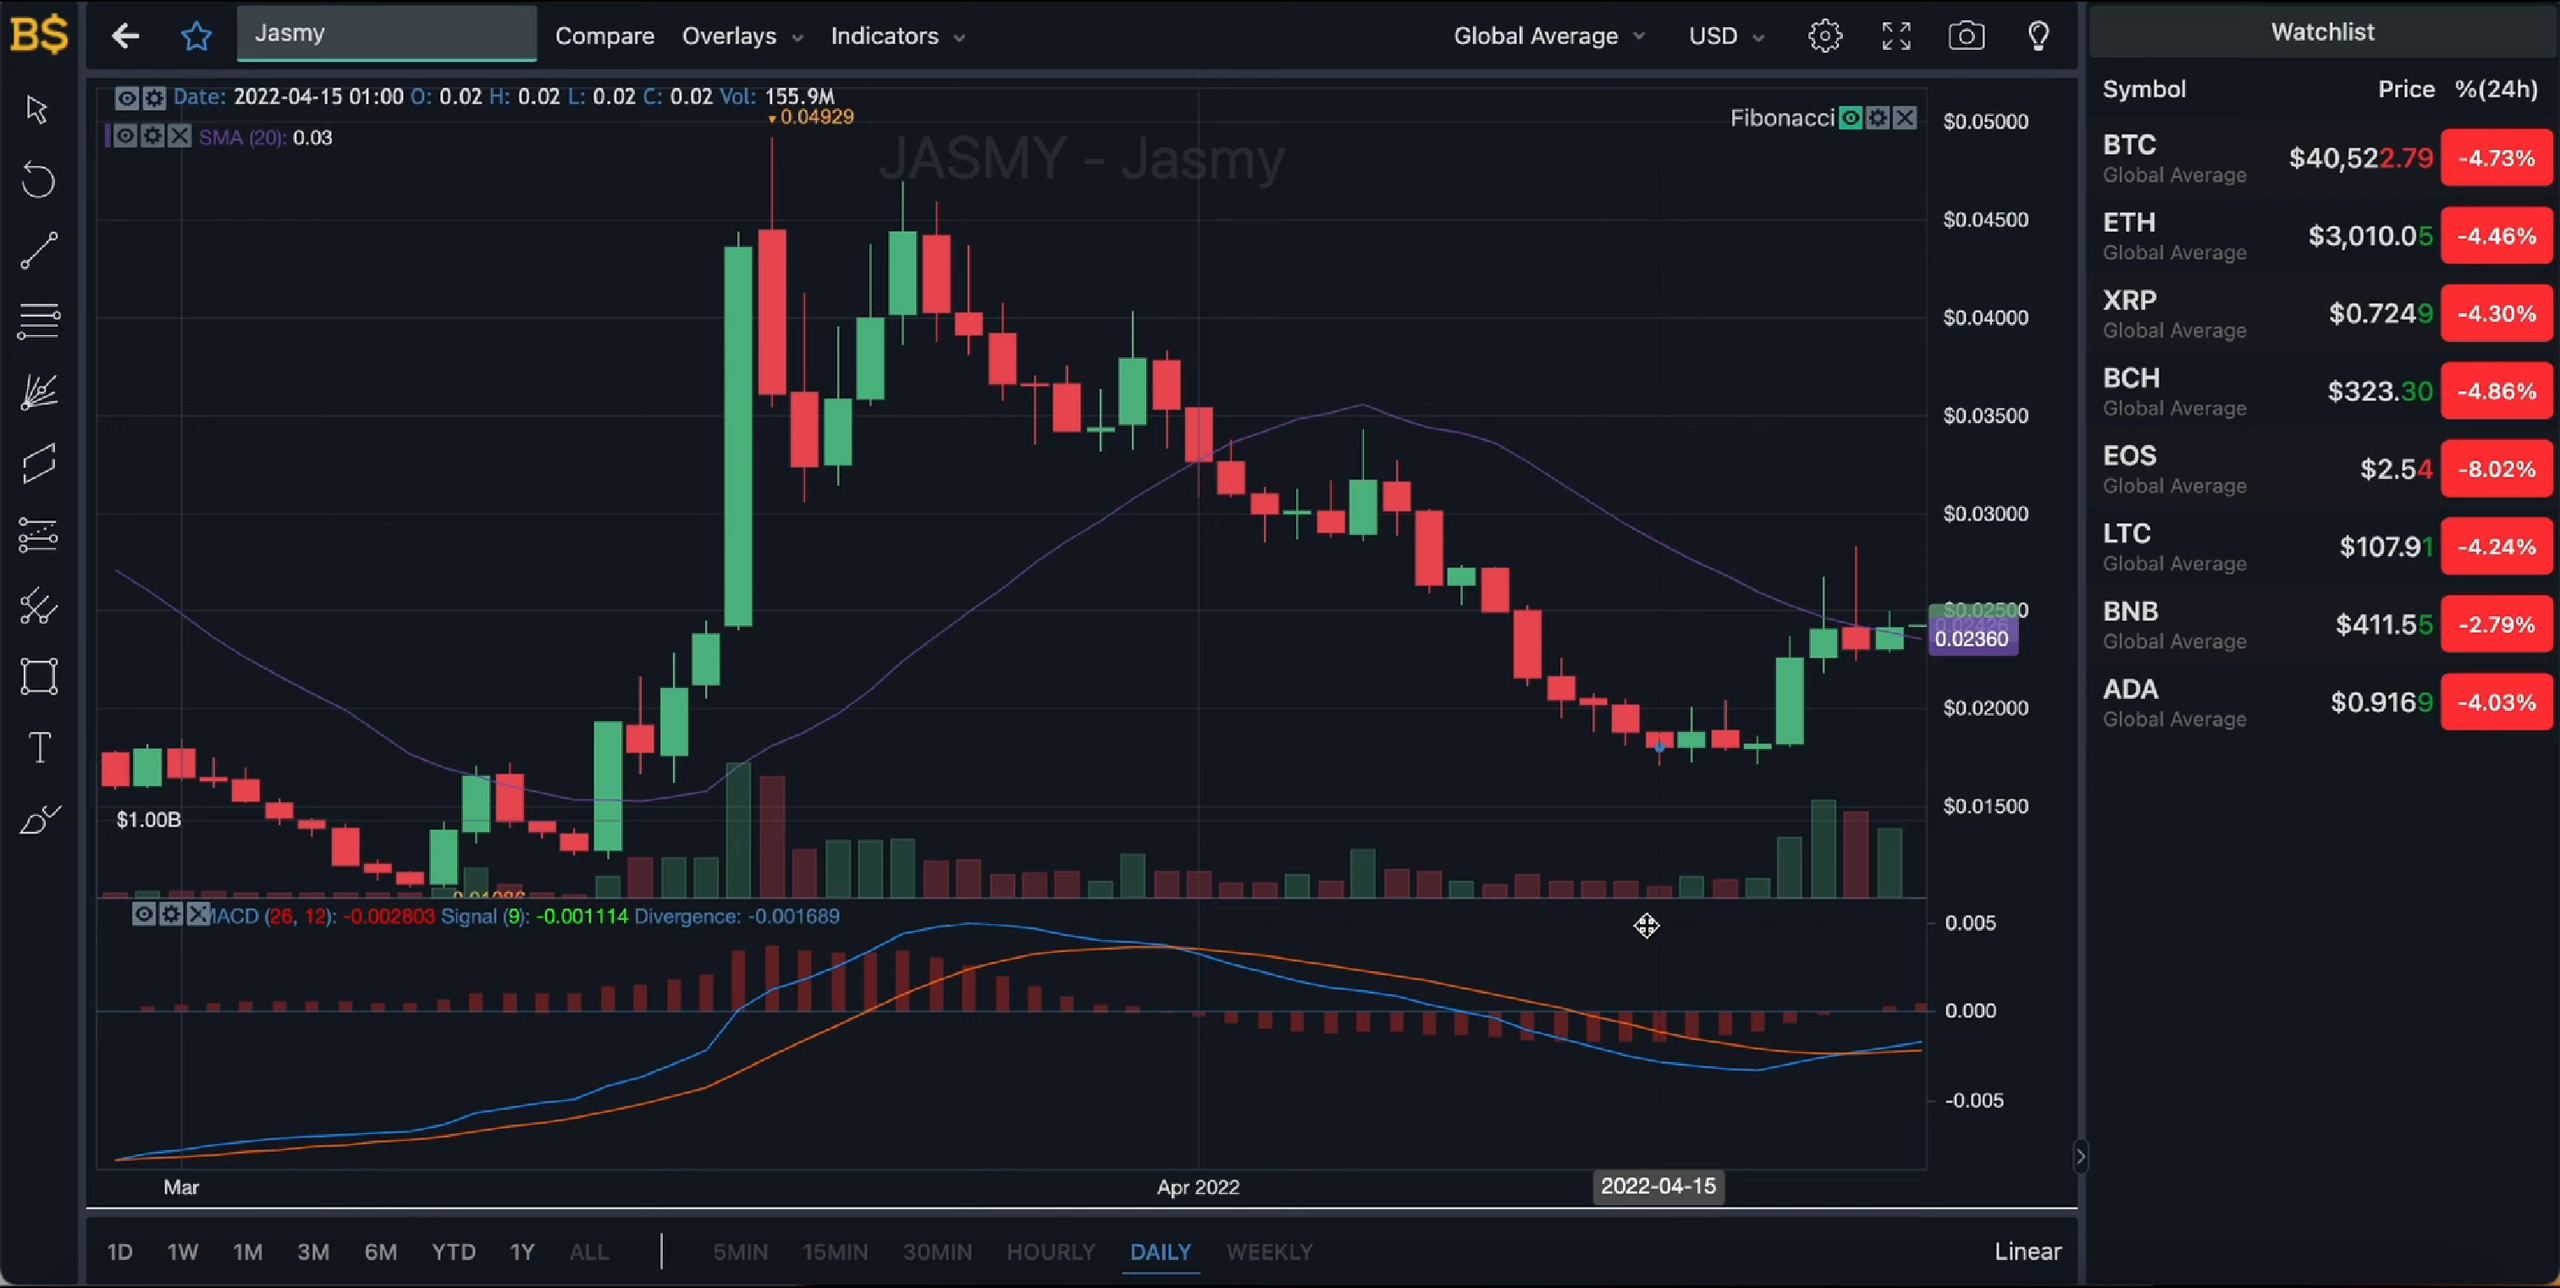 B$
Jasmy
Compare
Overlays
Indicators
Global Average
USD
Date: 2022-04-15 01:00 O: 0.02 H: 0.02 L: 0.02 C: 0.02 Vol: 155.9M
0.04929
SMA (20): 0.03
JASMY - Jasmy
Fibonacci
$0.05000
$0.04500
$0.04000
$0.03500
$0.03000
$0.02500
0.02426
0.02360
$0.02000
$0.01500
$1.00B
MACD (26, 12): -0.002803 Signal (9): -0.001114 Divergence: -0.001689
0.005
0.000
-0.005
Mar
Apr 2022
2022-04-15
1D 1W 1M 3M 6M YTD 1Y ALL
5MIN 15MIN 30MIN HOURLY DAILY WEEKLY
Linear
Watchlist
Symbol Price %(24h)
BTC $40,522.79 -4.73%
Global Average
ETH $3,010.05 -4.46%
Global Average
XRP $0.7249 -4.30%
Global Average
BCH $323.30 -4.86%
Global Average
EOS $2.54 -8.02%
Global Average
LTC $107.91 -4.24%
Global Average
BNB $411.55 -2.79%
Global Average
ADA $0.9169 -4.03%
Global Average